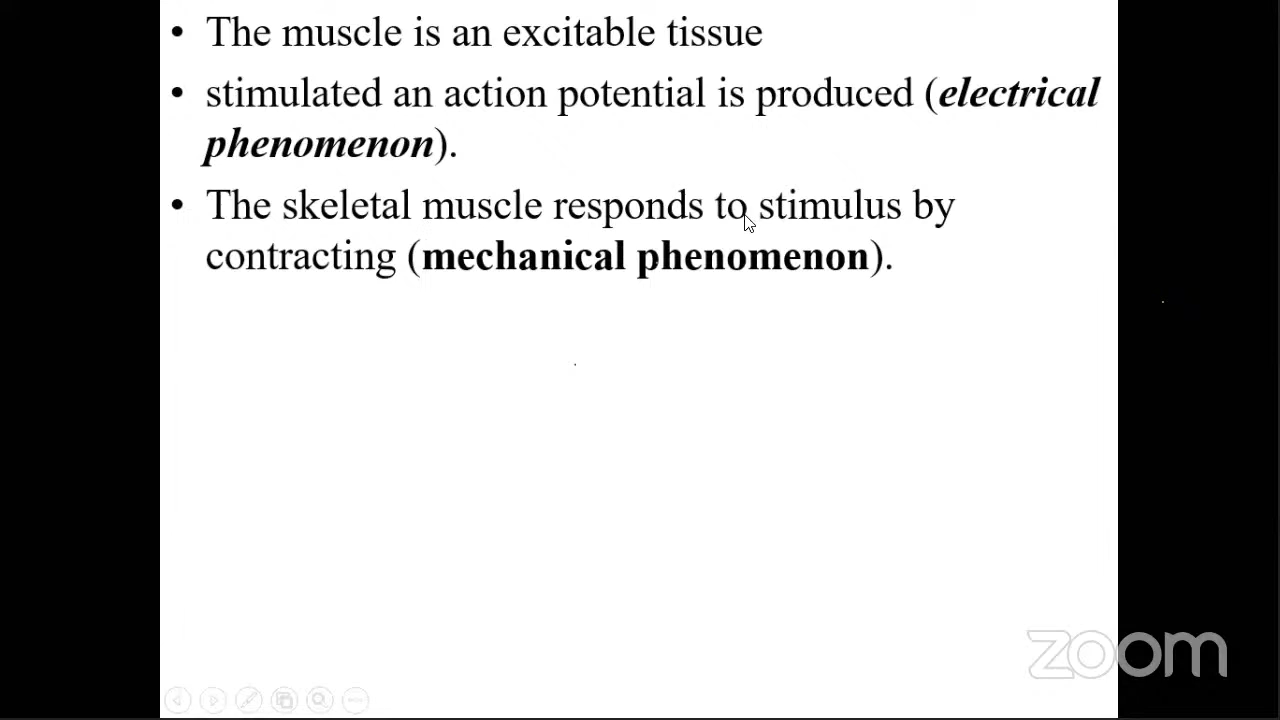 • The muscle is an excitable tissue
• stimulated an action potential is produced (electrical
phenomenon).
• The skeletal muscle responds to stimulus by
contracting (mechanical phenomenon).
zoom